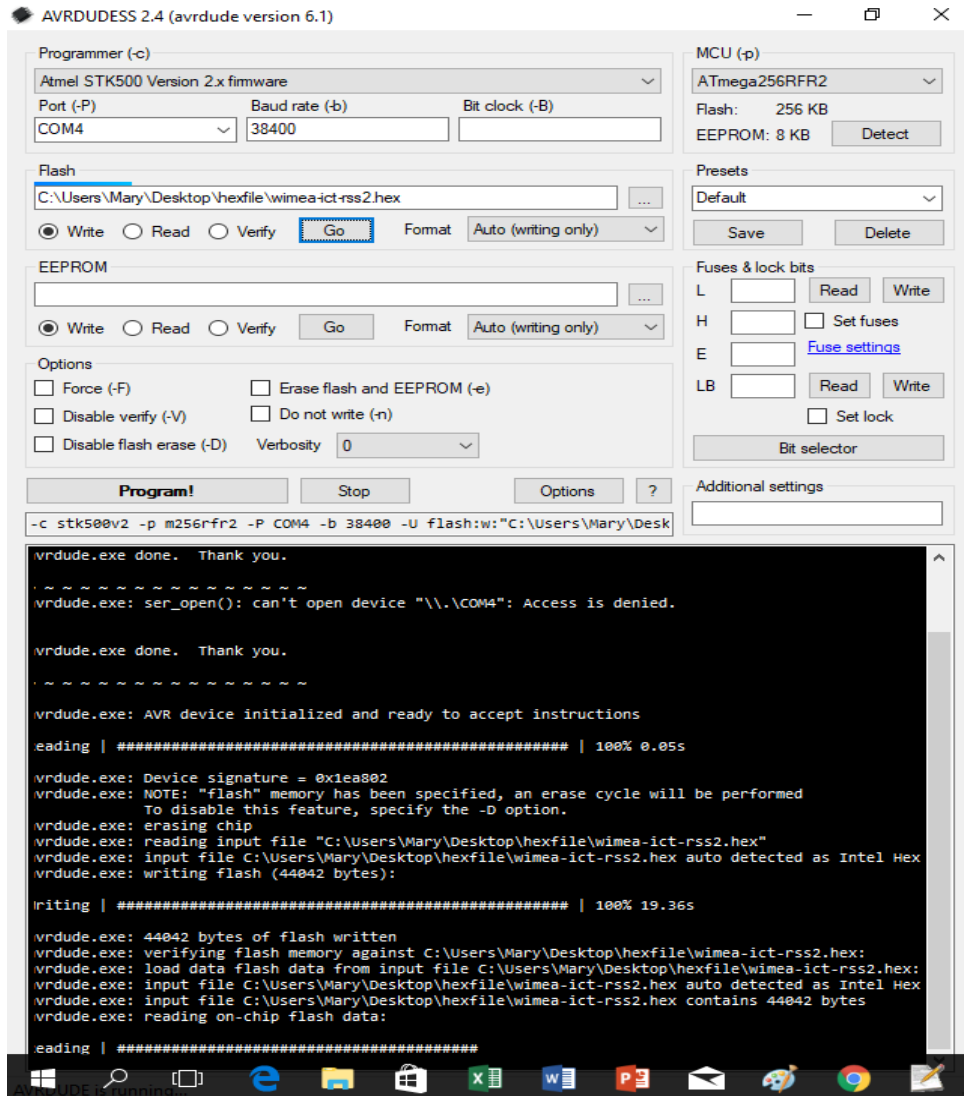 AVRDUDESS 2.4 (avrdude version 6.1)
Programmer (-c)
Atmel STK500 Version 2.x firmware
Port (-P) Baud rate (-b) Bit clock (-B)
COM4 38400
MCU (-p)
ATmega256RFR2
Flash: 256 KB
EEPROM: 8 KB Detect
Flash
C:\Users\Mary\Desktop\hexfile\wimea-ict-rss2.hex ...
Write Read Verify Go Format Auto (writing only)
Presets
Default
Save Delete
EEPROM
...
Write Read Verify Go Format Auto (writing only)
Fuses & lock bits
L Read Write
H Set fuses
E Fuse settings
LB Read Write
Set lock
Bit selector
Options
Force (-F) Erase flash and EEPROM (-e)
Disable verify (-V) Do not write (-n)
Disable flash erase (-D) Verbosity 0
Program! Stop Options ?
Additional settings
-c stk500v2 -p m256rfr2 -P COM4 -b 38400 -U flash:w:"C:\Users\Mary\Desk
vrdude.exe done. Thank you.
~ ~ ~ ~ ~ ~ ~ ~ ~ ~ ~ ~ ~ ~ ~
vrdude.exe: ser_open(): can't open device "\\.\COM4": Access is denied.
vrdude.exe done. Thank you.
~ ~ ~ ~ ~ ~ ~ ~ ~ ~ ~ ~ ~ ~ ~
vrdude.exe: AVR device initialized and ready to accept instructions
eading | ################################################## | 100% 0.05s
vrdude.exe: Device signature = 0x1ea802
vrdude.exe: NOTE: "flash" memory has been specified, an erase cycle will be performed
To disable this feature, specify the -D option.
vrdude.exe: erasing chip
vrdude.exe: reading input file "C:\Users\Mary\Desktop\hexfile\wimea-ict-rss2.hex"
vrdude.exe: input file C:\Users\Mary\Desktop\hexfile\wimea-ict-rss2.hex auto detected as Intel Hex
vrdude.exe: writing flash (44042 bytes):
riting | ################################################## | 100% 19.36s
vrdude.exe: 44042 bytes of flash written
vrdude.exe: verifying flash memory against C:\Users\Mary\Desktop\hexfile\wimea-ict-rss2.hex:
vrdude.exe: load data flash data from input file C:\Users\Mary\Desktop\hexfile\wimea-ict-rss2.hex:
vrdude.exe: input file C:\Users\Mary\Desktop\hexfile\wimea-ict-rss2.hex auto detected as Intel Hex
vrdude.exe: input file C:\Users\Mary\Desktop\hexfile\wimea-ict-rss2.hex contains 44042 bytes
vrdude.exe: reading on-chip flash data:
eading | ########################################
AVRDUDE is running...